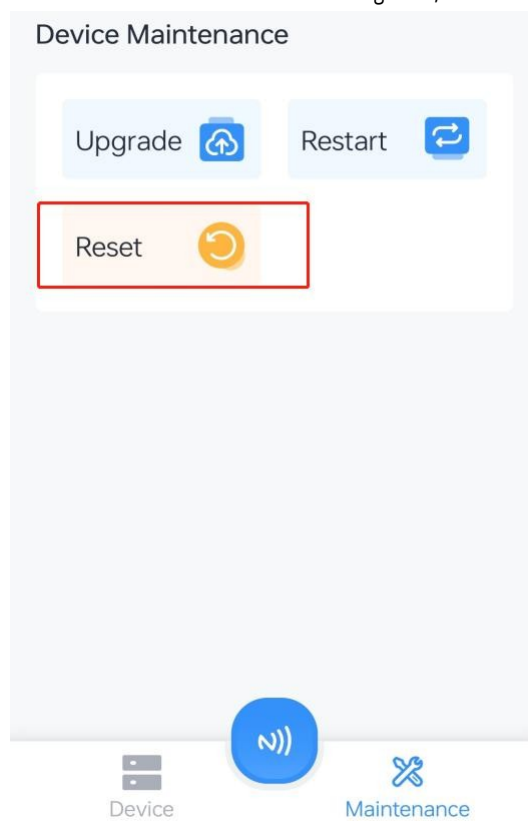 Device Maintenance
Upgrade
Restart
Reset
Device
Maintenance